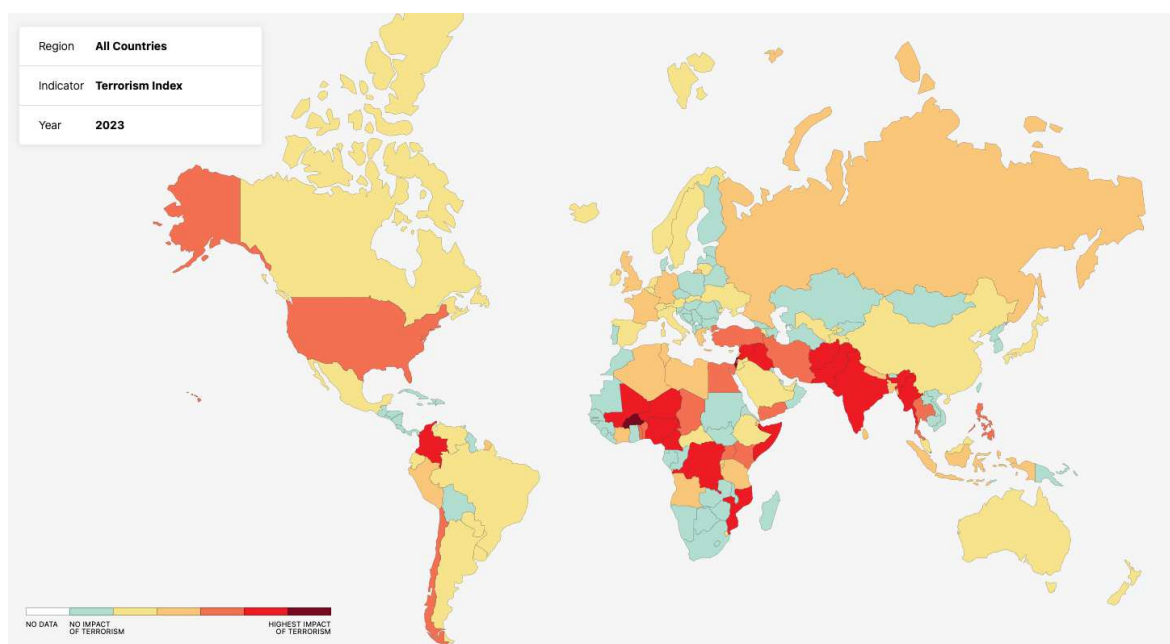 Region All Countries
Indicator Terrorism Index
Year 2023
NO DATA
NO IMPACT
OF TERRORISM
HIGHEST IMPACT
OF TERRORISM